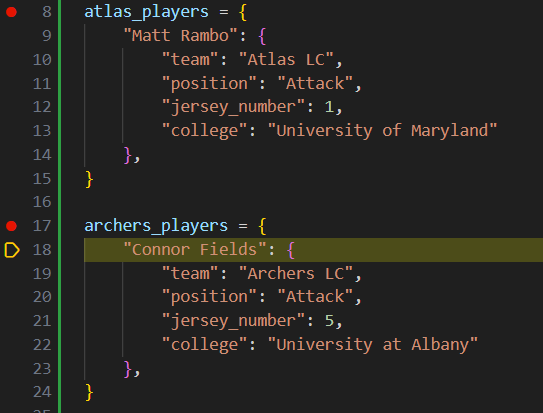 8 atlas_players = {
9 "Matt Rambo": {
10 "team": "Atlas LC",
11 "position": "Attack",
12 "jersey_number": 1,
13 "college": "University of Maryland"
14 },
15 }
16
17 archers_players = {
18 "Connor Fields": {
19 "team": "Archers LC",
20 "position": "Attack",
21 "jersey_number": 5,
22 "college": "University at Albany"
23 },
24 }